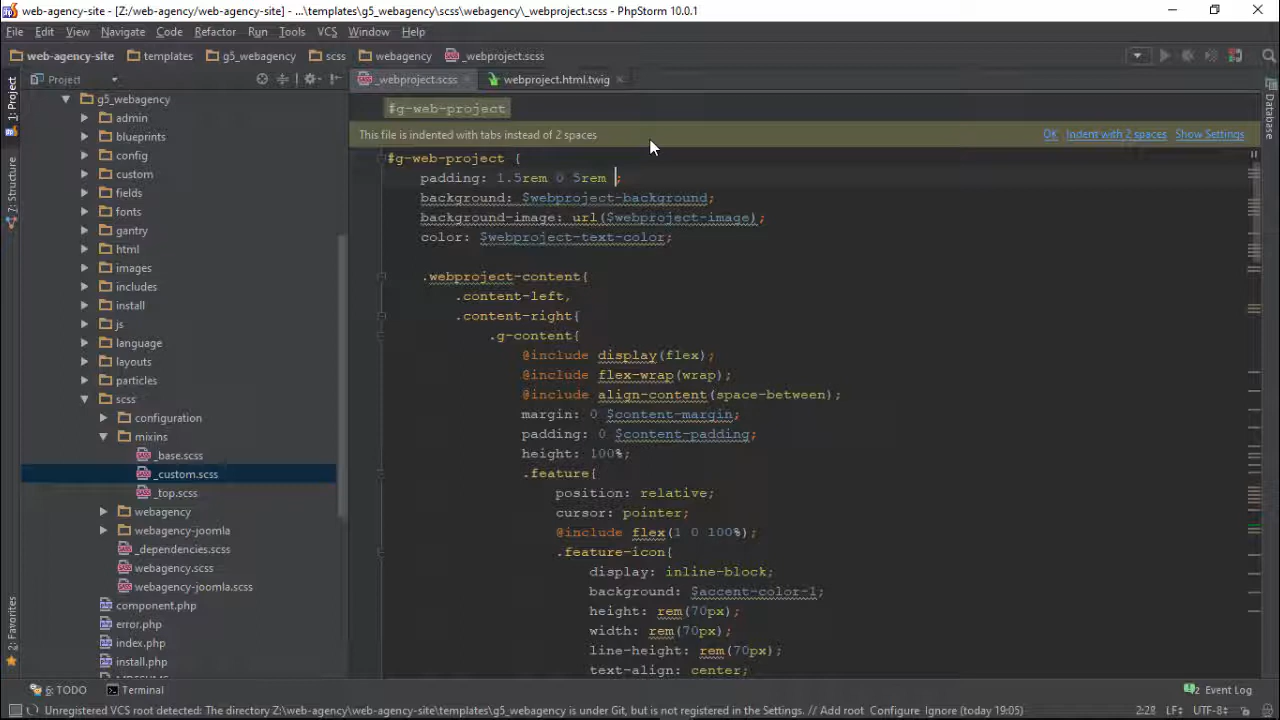 web-agency-site - [Z:/web-agency/web-agency-site] - ...\templates\g5_webagency\scss\webagency\_webproject.scss - PhpStorm 10.0.1
File Edit View Navigate Code Refactor Run Tools VCS Window Help
web-agency-site templates g5_webagency scss webagency _webproject.scss
Project
_webproject.scss
webproject.html.twig
1: Project
7: Structure
2: Favorites
Database
g5_webagency
admin
blueprints
config
custom
fields
fonts
gantry
html
images
includes
install
js
language
layouts
particles
scss
configuration
mixins
_base.scss
_custom.scss
_top.scss
webagency
webagency-joomla
_dependencies.scss
webagency.scss
webagency-joomla.scss
component.php
error.php
index.php
install.php
#g-web-project
This file is indented with tabs instead of 2 spaces
OK Indent with 2 spaces Show Settings
#g-web-project {
padding: 1.5rem 0 5rem ;
background: $webproject-background;
background-image: url($webproject-image);
color: $webproject-text-color;
.webproject-content{
.content-left,
.content-right{
.g-content{
@include display(flex);
@include flex-wrap(wrap);
@include align-content(space-between);
margin: 0 $content-margin;
padding: 0 $content-padding;
height: 100%;
.feature{
position: relative;
cursor: pointer;
@include flex(1 0 100%);
.feature-icon{
display: inline-block;
background: $accent-color-1;
height: rem(70px);
width: rem(70px);
line-height: rem(70px);
text-align: center;
6: TODO Terminal
2 Event Log
Unregistered VCS root detected: The directory Z:\web-agency\web-agency-site\templates\g5_webagency is under Git, but is not registered in the Settings. // Add root Configure Ignore (today 19:05)
2:28 LF÷ UTF-8÷